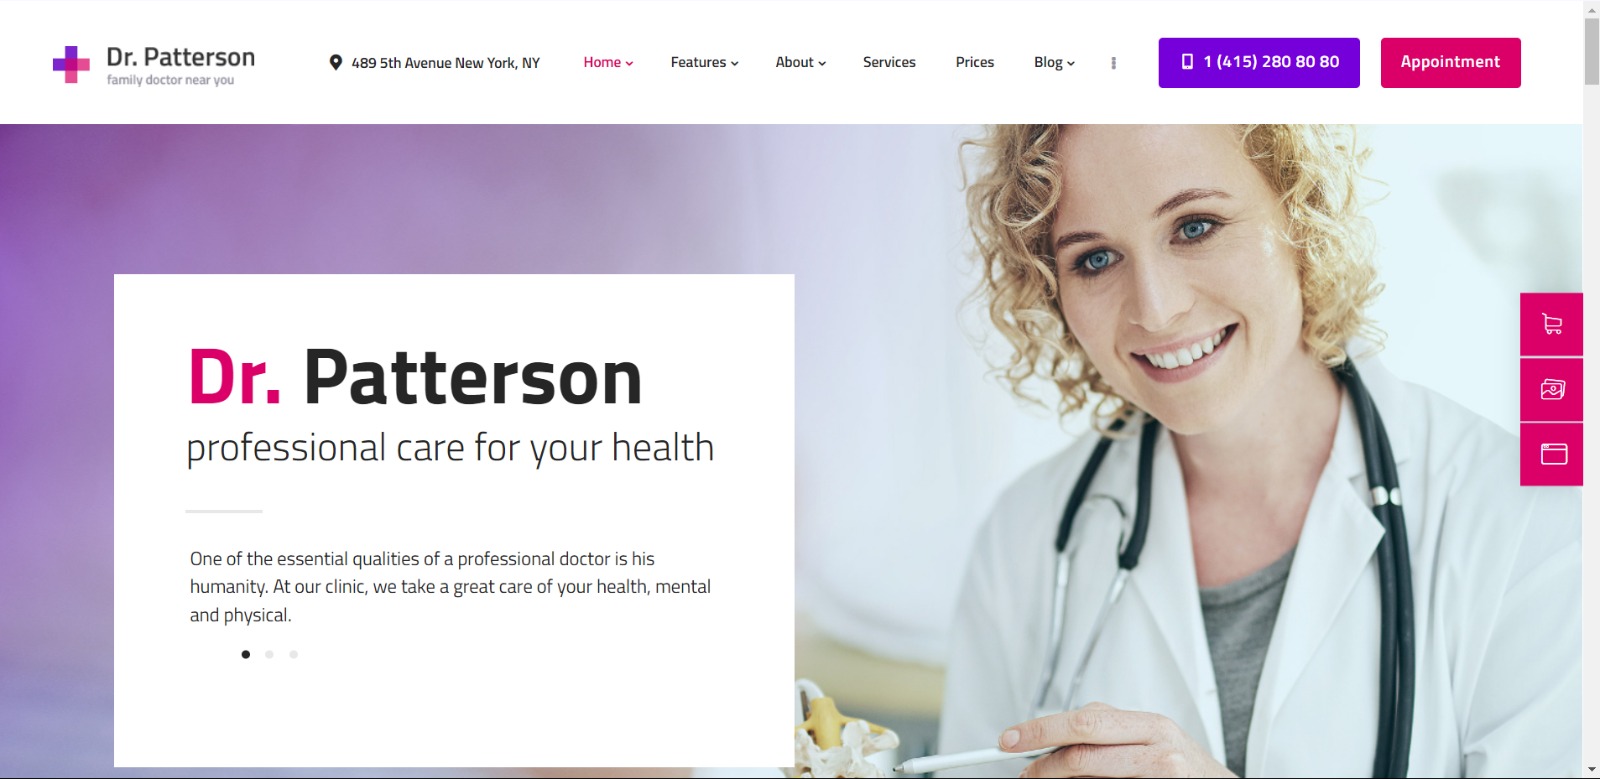 Dr. Patterson
family doctor near you
489 5th Avenue New York, NY
Home
Features
About
Services
Prices
Blog
1 (415) 280 80 80
Appointment
Dr. Patterson
professional care for your health
One of the essential qualities of a professional doctor is his
humanity. At our clinic, we take a great care of your health, mental
and physical.